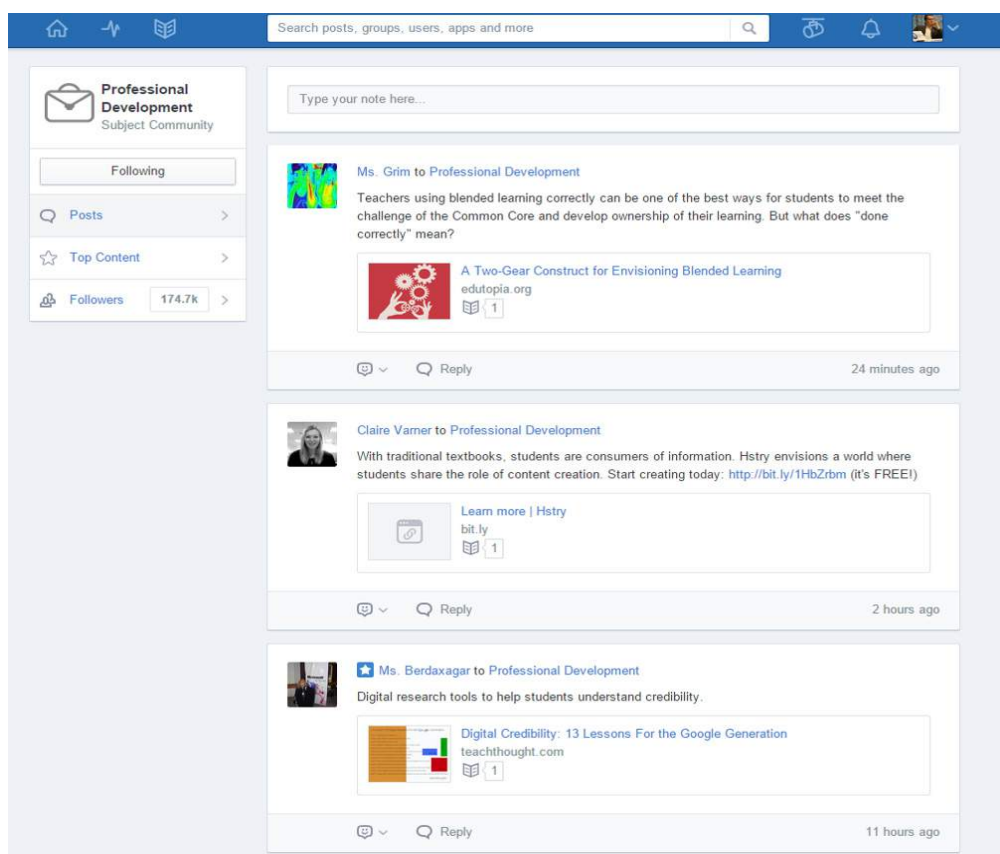 Search posts, groups, users, apps and more
Professional
Development
Subject Community
Following
Posts
Top Content
Followers 174.7k
Type your note here...
Ms. Grim to Professional Development
Teachers using blended learning correctly can be one of the best ways for students to meet the
challenge of the Common Core and develop ownership of their learning. But what does "done
correctly" mean?
A Two-Gear Construct for Envisioning Blended Learning
edutopia.org
1
Reply 24 minutes ago
Claire Varner to Professional Development
With traditional textbooks, students are consumers of information. Hstry envisions a world where
students share the role of content creation. Start creating today: http://bit.ly/1HbZrbm (it's FREE!)
Learn more | Hstry
bit.ly
1
Reply 2 hours ago
Ms. Berdaxagar to Professional Development
Digital research tools to help students understand credibility.
Digital Credibility: 13 Lessons For the Google Generation
teachthought.com
1
Reply 11 hours ago